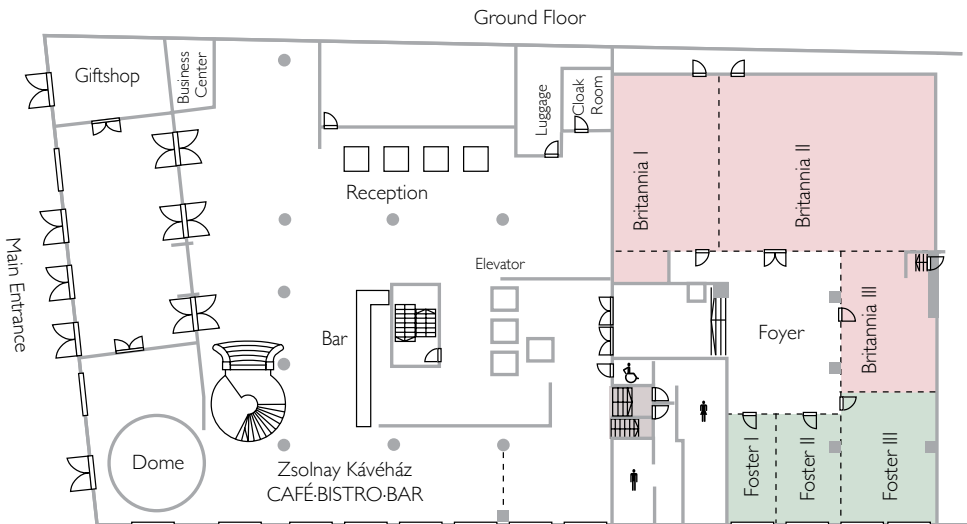 Ground Floor
Giftshop
Business
Center
Luggage
Cloak
Room
Britannia I
Britannia II
Reception
Main Entrance
Elevator
Bar
Foyer
Britannia III
Dome
Zsolnay Kávéház
CAFÉ·BISTRO·BAR
Foster I
Foster II
Foster III